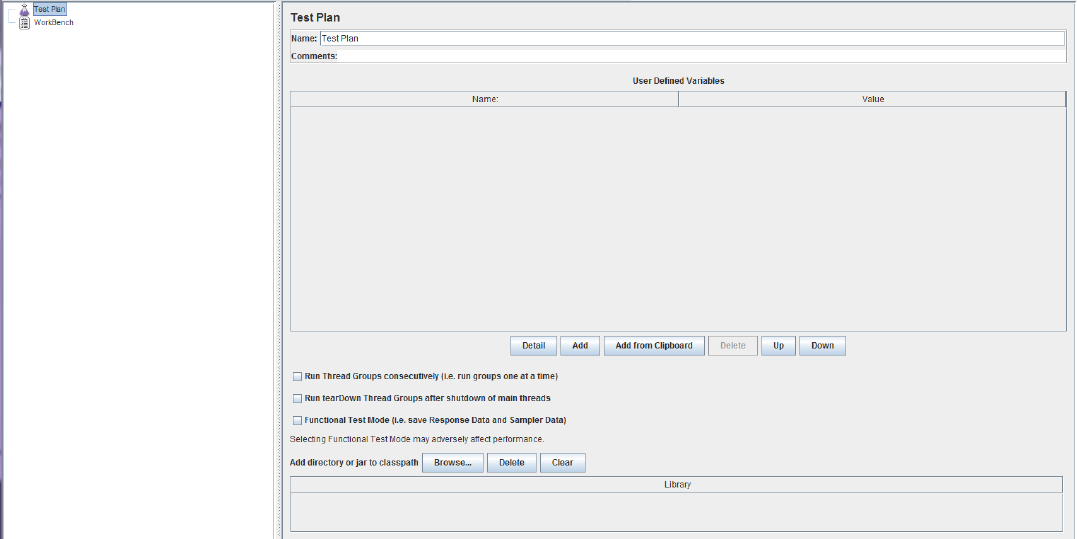 Test Plan
WorkBench
Test Plan
Name: Test Plan
Comments:
User Defined Variables
Name: Value
Detail Add Add from Clipboard Delete Up Down
Run Thread Groups consecutively (i.e. run groups one at a time)
Run tearDown Thread Groups after shutdown of main threads
Functional Test Mode (i.e. save Response Data and Sampler Data)
Selecting Functional Test Mode may adversely affect performance.
Add directory or jar to classpath Browse... Delete Clear
Library